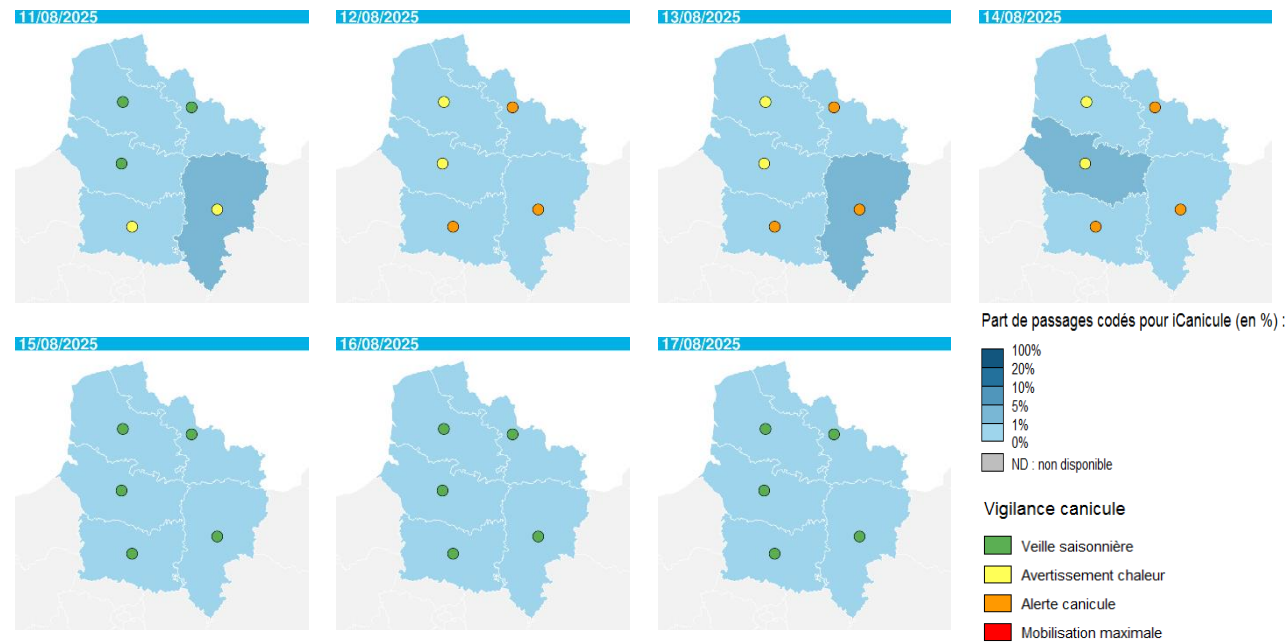 11/08/2025
12/08/2025
13/08/2025
14/08/2025
Part de passages codés pour iCanicule (en %) :
100%
20%
10%
5%
1%
0%
ND : non disponible
15/08/2025
16/08/2025
17/08/2025
Vigilance canicule
Veille saisonnière
Avertissement chaleur
Alerte canicule
Mobilisation maximale